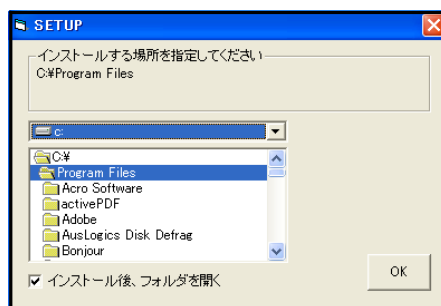 SETUP
インストールする場所を指定してください
C:¥Program Files
c:
C:¥
Program Files
Acro Software
activePDF
Adobe
AusLogics Disk Defrag
Bonjour
インストール後、フォルダを開く
OK